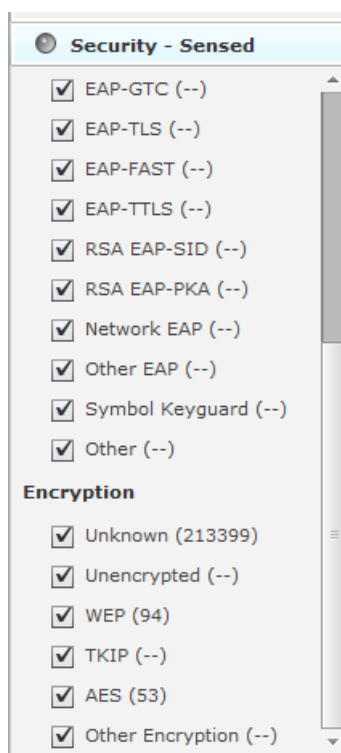 Security - Sensed
EAP-GTC (--)
EAP-TLS (--)
EAP-FAST (--)
EAP-TTLS (--)
RSA EAP-SID (--)
RSA EAP-PKA (--)
Network EAP (--)
Other EAP (--)
Symbol Keyguard (--)
Other (--)
Encryption
Unknown (213399)
Unencrypted (--)
WEP (94)
TKIP (--)
AES (53)
Other Encryption (--)